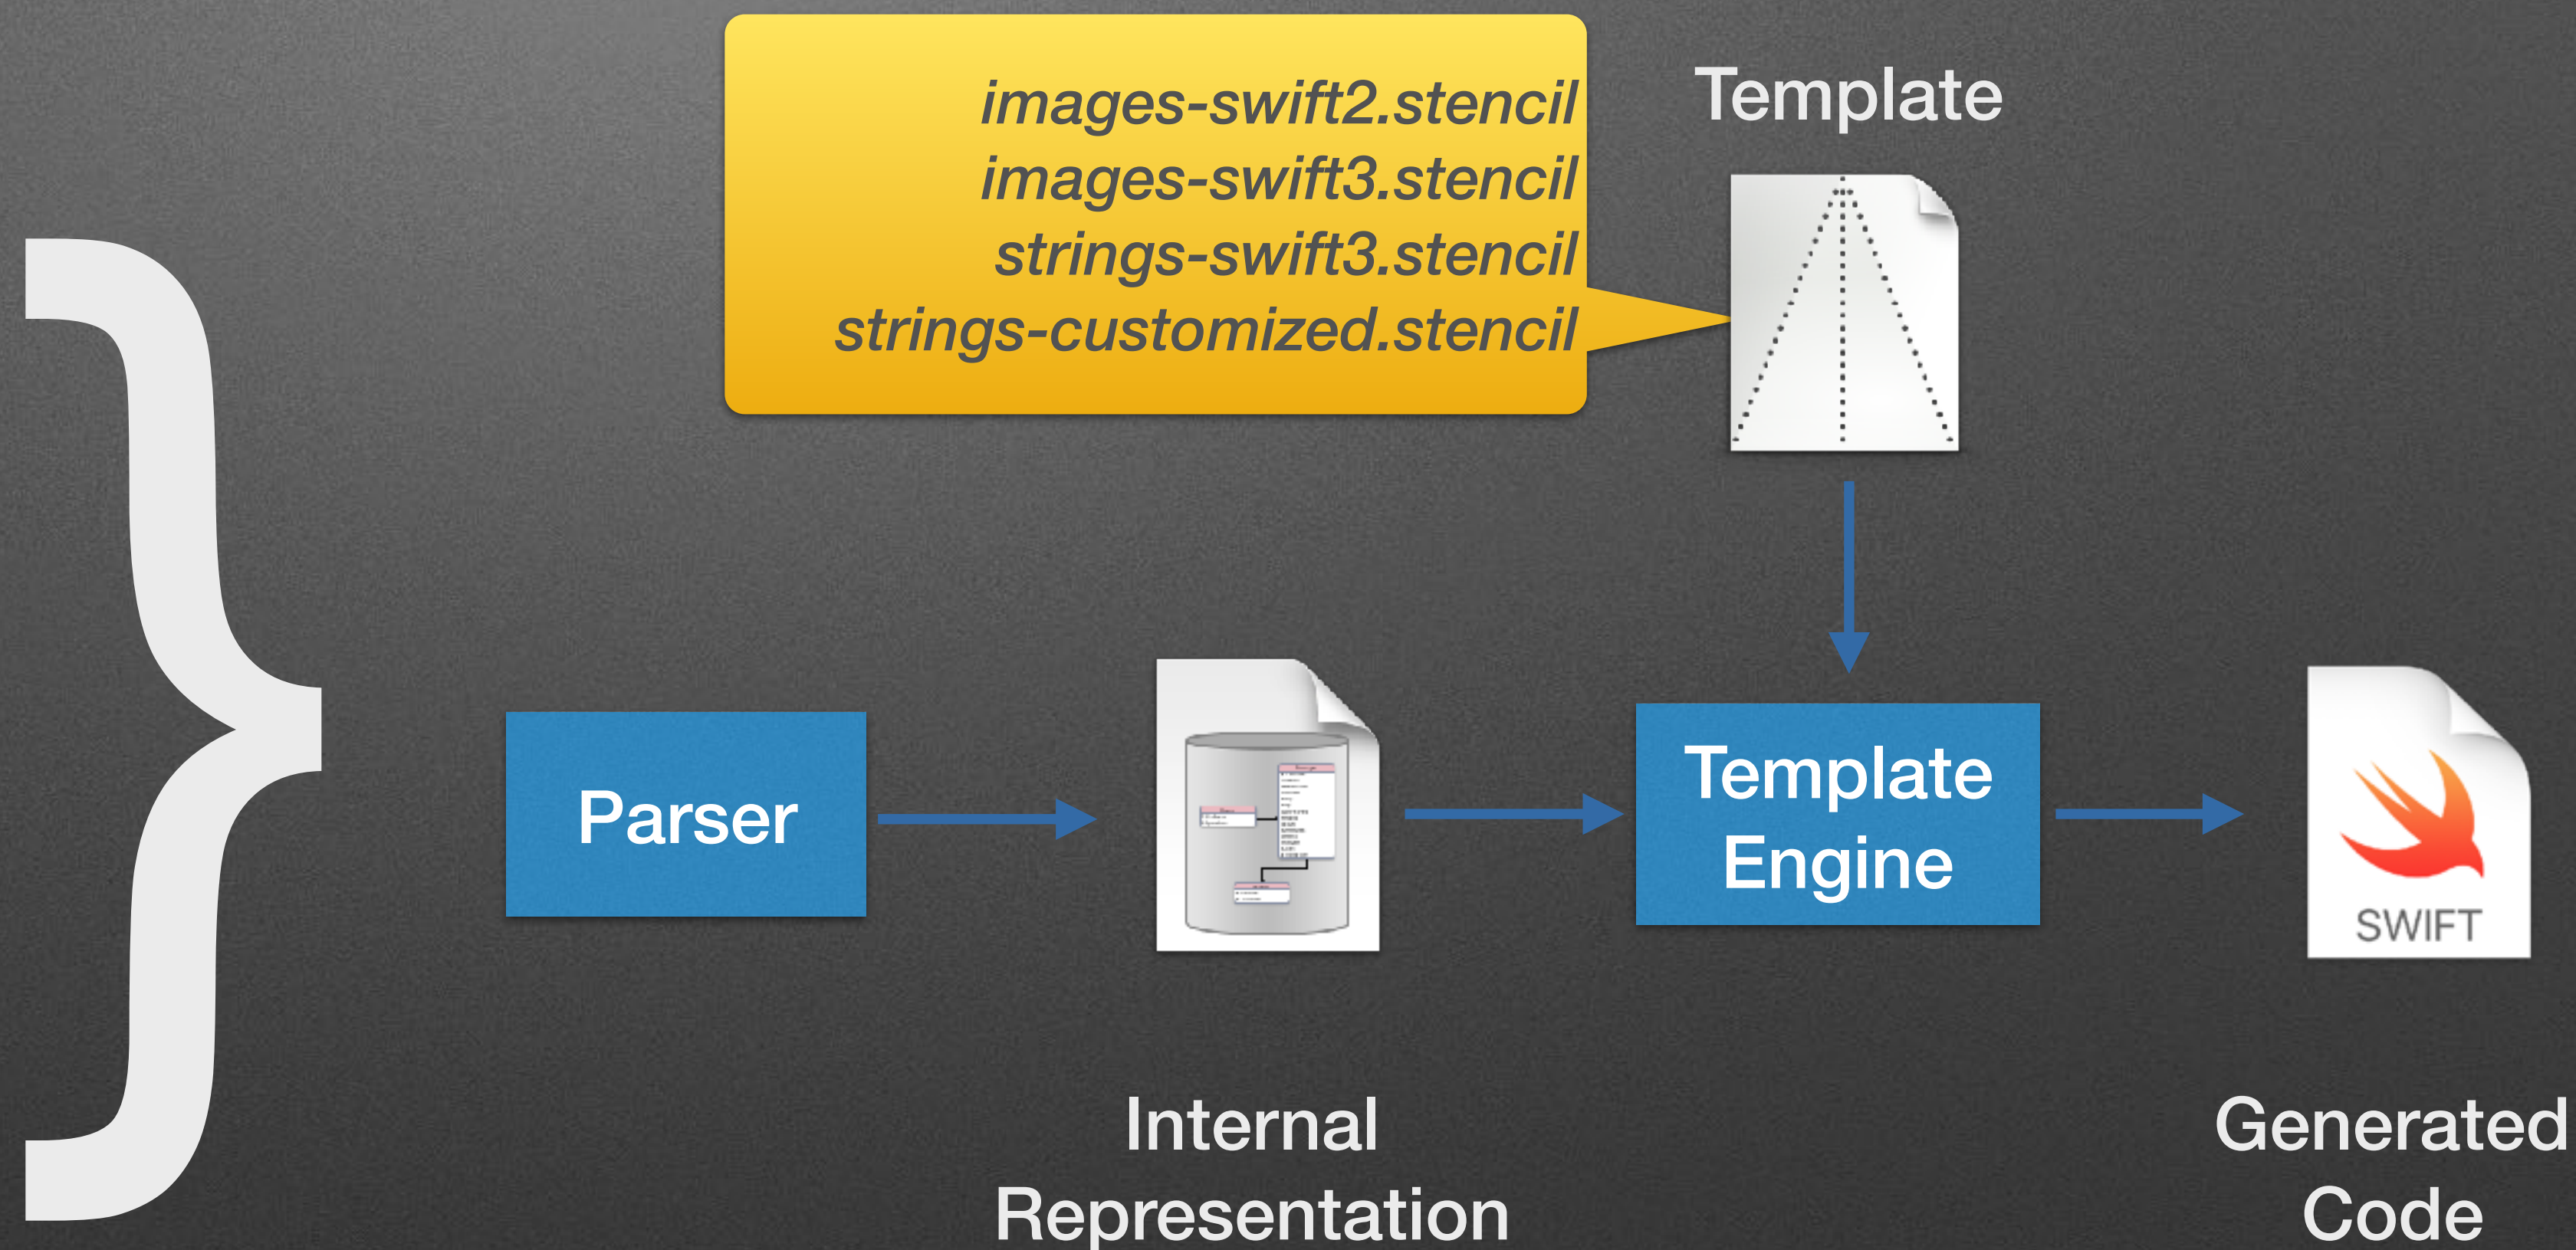 images-swift2.stencil
images-swift3.stencil
strings-swift3.stencil
strings-customized.stencil
Template
}
Parser
Template
Engine
SWIFT
Internal
Representation
Generated
Code